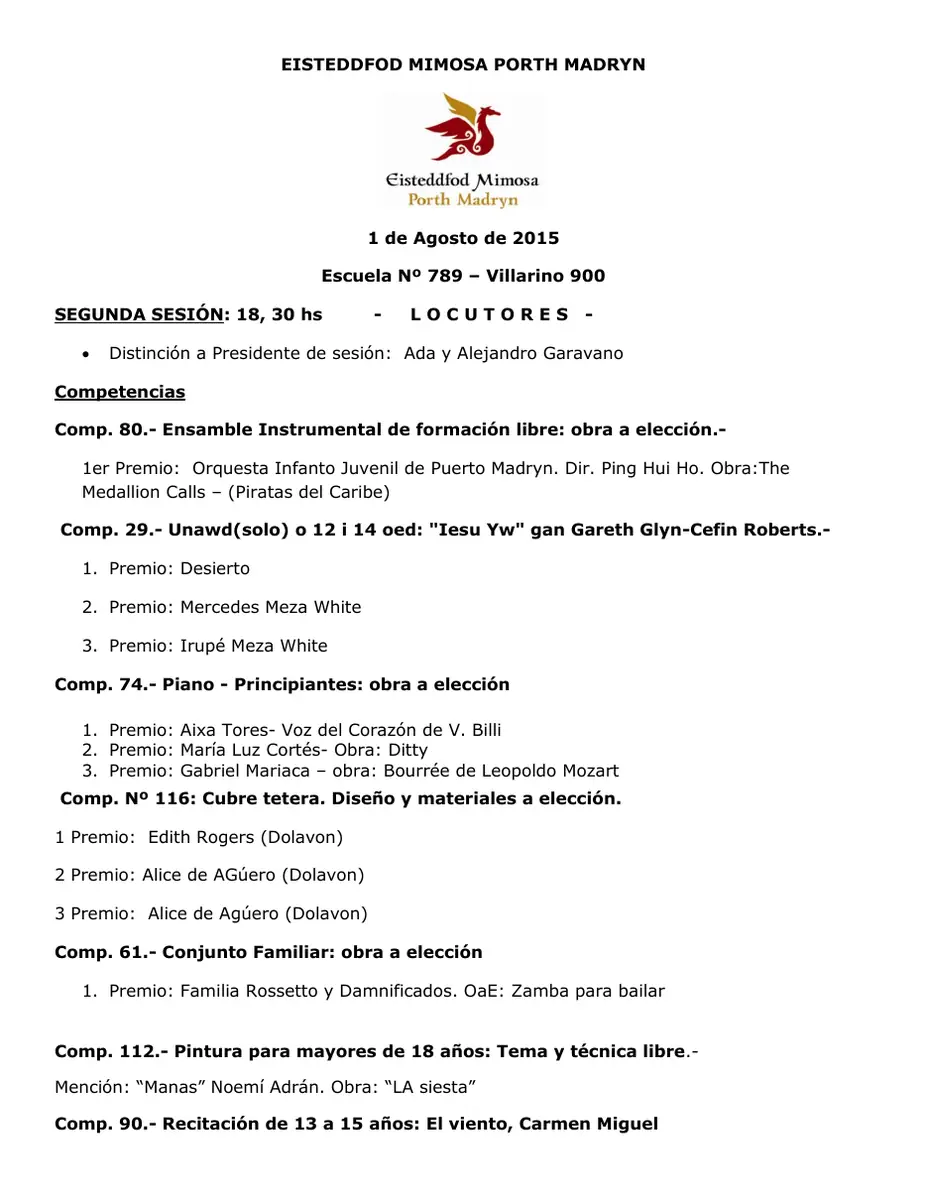 EISTEDDFOD MIMOSA PORTH MADRYN
Eisteddfod Mimosa
Porth Madryn
1 de Agosto de 2015
Escuela Nº 789 – Villarino 900
SEGUNDA SESIÓN: 18, 30 hs - L O C U T O R E S -
• Distinción a Presidente de sesión: Ada y Alejandro Garavano
Competencias
Comp. 80.- Ensamble Instrumental de formación libre: obra a elección.-
1er Premio: Orquesta Infanto Juvenil de Puerto Madryn. Dir. Ping Hui Ho. Obra:The
Medallion Calls – (Piratas del Caribe)
Comp. 29.- Unawd(solo) o 12 i 14 oed: "Iesu Yw" gan Gareth Glyn-Cefin Roberts.-
1. Premio: Desierto
2. Premio: Mercedes Meza White
3. Premio: Irupé Meza White
Comp. 74.- Piano - Principiantes: obra a elección
1. Premio: Aixa Tores- Voz del Corazón de V. Billi
2. Premio: María Luz Cortés- Obra: Ditty
3. Premio: Gabriel Mariaca – obra: Bourrée de Leopoldo Mozart
Comp. Nº 116: Cubre tetera. Diseño y materiales a elección.
1 Premio: Edith Rogers (Dolavon)
2 Premio: Alice de AGúero (Dolavon)
3 Premio: Alice de Agúero (Dolavon)
Comp. 61.- Conjunto Familiar: obra a elección
1. Premio: Familia Rossetto y Damnificados. OaE: Zamba para bailar
Comp. 112.- Pintura para mayores de 18 años: Tema y técnica libre.-
Mención: “Manas” Noemí Adrán. Obra: “LA siesta”
Comp. 90.- Recitación de 13 a 15 años: El viento, Carmen Miguel